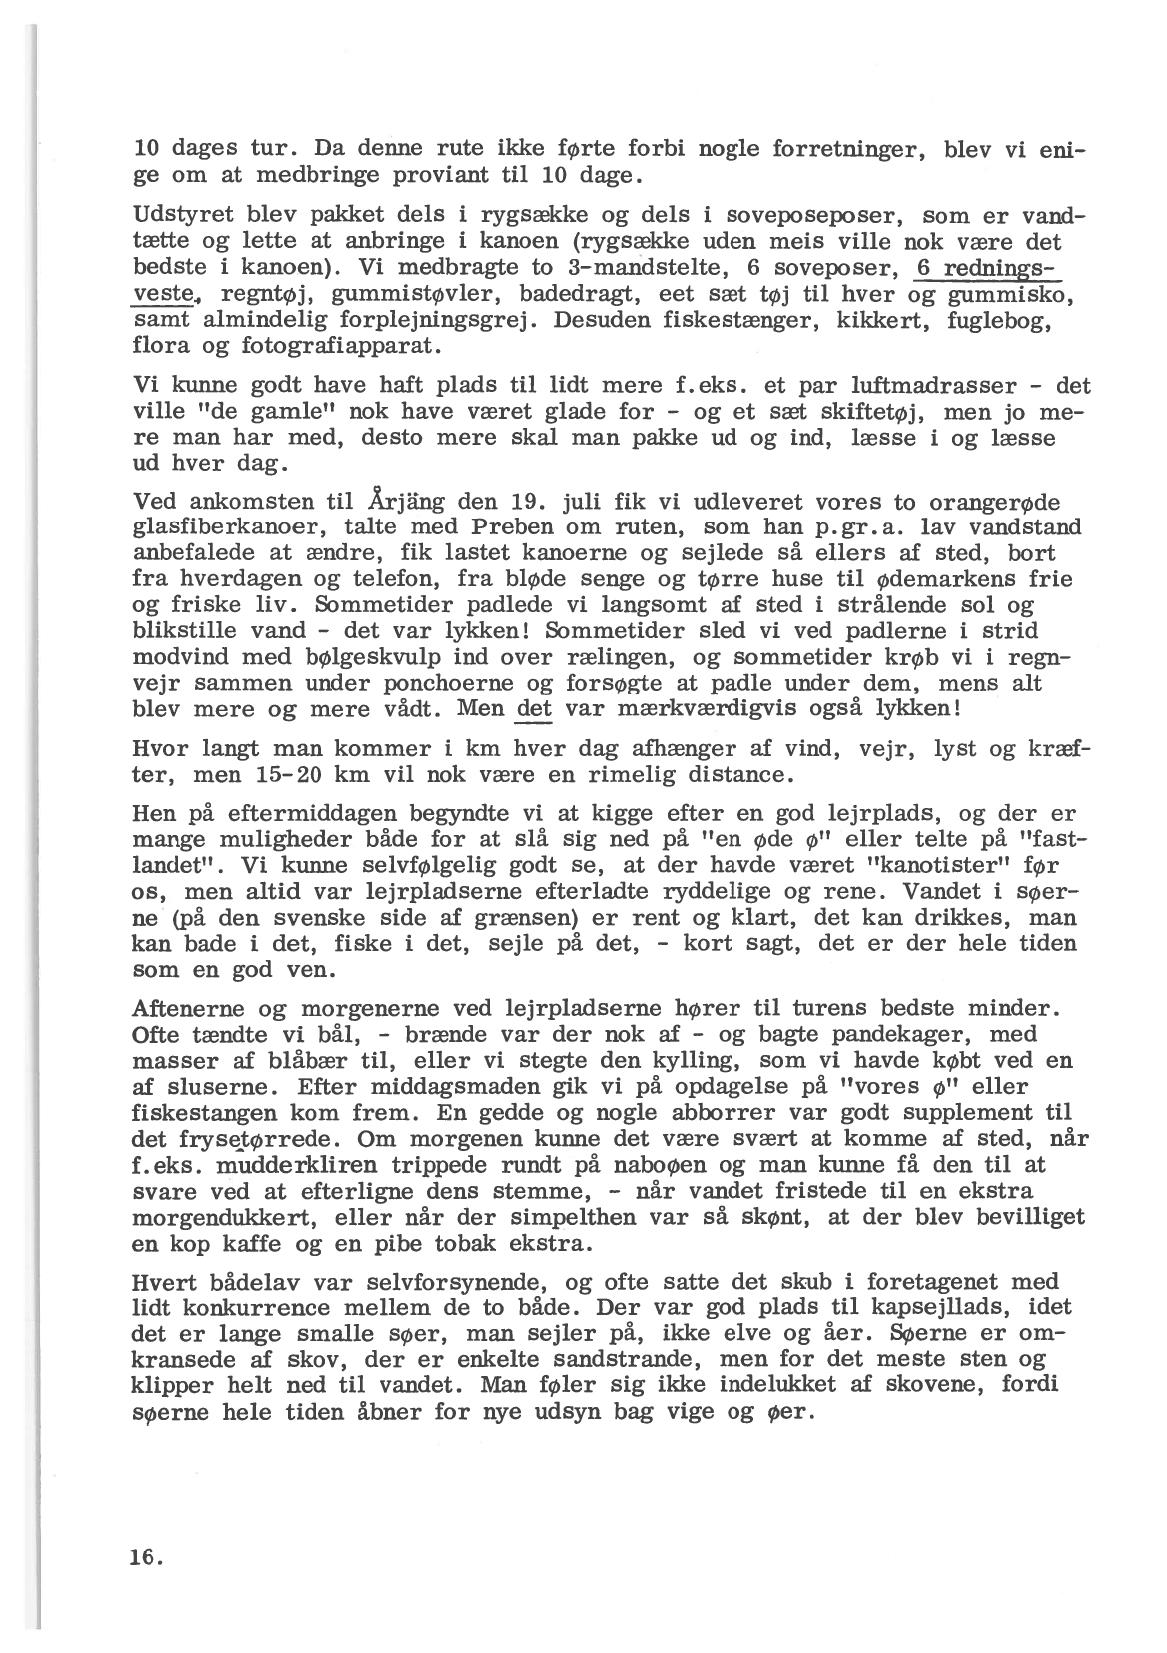 10 dages tur. Da denne rute ikke førte forbi nogle forretninger, blev vi eni-
ge om at medbringe proviant til 10 dage.
Udstyret blev pakket dels i rygsække og dels i soveposeposer, som er vand-
tætte og lette at anbringe i kanoen (rygsække uden meis ville nok være det
bedste i kanoen). Vi medbragte to 3-mandstelte, 6 soveposer, 6 rednings-
veste, regntøj, gummistøvler, badedragt, eet sæt tøj til hver og gummisko,
samt almindelig forplejningsgrej. Desuden fiskestænger, kikkert, fuglebog,
flora og fotografiapparat.
Vi kunne godt have haft plads til lidt mere f.eks. et par luftmadrasser - det
ville "de gamle" nok have været glade for - og et sæt skiftetøj, men jo me-
re man har med, desto mere skal man pakke ud og ind, læsse i og læsse
ud hver dag.
Ved ankomsten til Årjäng den 19. juli fik vi udleveret vores to orangerøde
glasfiberkanoer, talte med Preben om ruten, som han p.gr.a. lav vandstand
anbefalede at ændre, fik lastet kanoerne og sejlede så ellers af sted, bort
fra hverdagen og telefon, fra bløde senge og tørre huse til ødemarkens frie
og friske liv. Sommetider padlede vi langsomt af sted i strålende sol og
blikstille vand - det var lykken! Sommetider sled vi ved padlerne i strid
modvind med bølgeskvulp ind over rælingen, og sommetider krøb vi i regn-
vejr sammen under ponchoerne og forsøgte at padle under dem, mens alt
blev mere og mere vådt. Men det var mærkværdigvis også lykken!
Hvor langt man kommer i km hver dag afhænger af vind, vejr, lyst og kræf-
ter, men 15-20 km vil nok være en rimelig distance.
Hen på eftermiddagen begyndte vi at kigge efter en god lejrplads, og der er
mange muligheder både for at slå sig ned på "en øde ø" eller telte på "fast-
landet". Vi kunne selvfølgelig godt se, at der havde været "kanotister" før
os, men altid var lejrpladserne efterladte ryddelige og rene. Vandet i søer-
ne (på den svenske side af grænsen) er rent og klart, det kan drikkes, man
kan bade i det, fiske i det, sejle på det, - kort sagt, det er der hele tiden
som en god ven.
Aftenerne og morgenerne ved lejrpladserne hører til turens bedste minder.
Ofte tændte vi bål, - brænde var der nok af - og bagte pandekager, med
masser af blåbær til, eller vi stegte den kylling, som vi havde købt ved en
af sluserne. Efter middagsmaden gik vi på opdagelse på "vores ø" eller
fiskestangen kom frem. En gedde og nogle abborrer var godt supplement til
det frysetørrede. Om morgenen kunne det være svært at komme af sted, når
f.eks. mudderkliren trippede rundt på naboøen og man kunne få den til at
svare ved at efterligne dens stemme, - når vandet fristede til en ekstra
morgendukkert, eller når der simpelthen var så skønt, at der blev bevilliget
en kop kaffe og en pibe tobak ekstra.
Hvert bådelav var selvforsynende, og ofte satte det skub i foretagenet med
lidt konkurrence mellem de to både. Der var god plads til kapsejllads, idet
det er lange smalle søer, man sejler på, ikke elve og åer. Søerne er om-
kransede af skov, der er enkelte sandstrande, men for det meste sten og
klipper helt ned til vandet. Man føler sig ikke indelukket af skovene, fordi
søerne hele tiden åbner for nye udsyn bag vige og øer.
16.